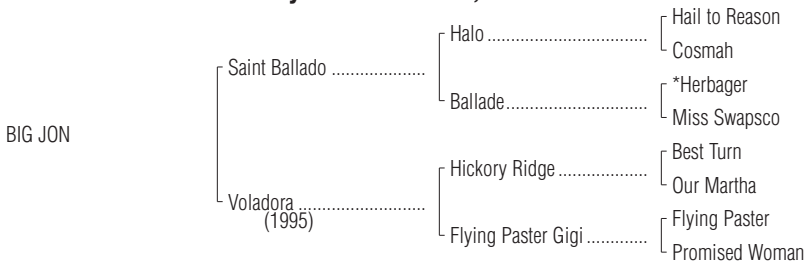 Hail to Reason
Halo ................................
Cosmah
Saint Ballado .....................
*Herbager
Ballade.............................
Miss Swapsco
BIG JON
Best Turn
Hickory Ridge ....................
Our Martha
Voladora ............................
(1995)
Flying Paster
Flying Paster Gigi .............
Promised Woman